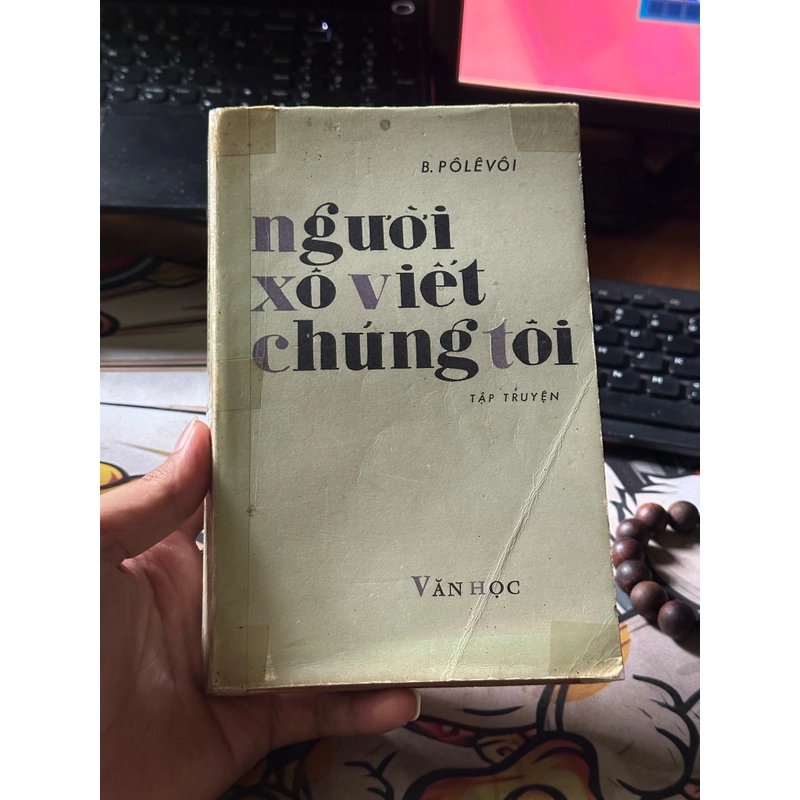 B. PÔLÊVÔI
người
xô viết
chúng tôi
TẬP TRUYỆN
VĂN HỌC